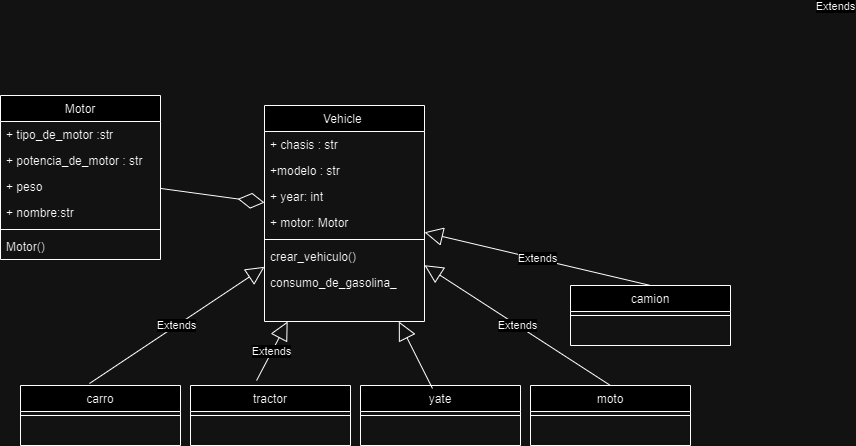 Extends
Motor
+ tipo_de_motor :str
+ potencia_de_motor : str
+ peso
+ nombre:str
Motor()
Vehicle
+ chasis : str
+modelo : str
+ year: int
+ motor: Motor
crear_vehiculo()
consumo_de_gasolina_
Extends
camion
Extends
Extends
Extends
carro
tractor
yate
moto